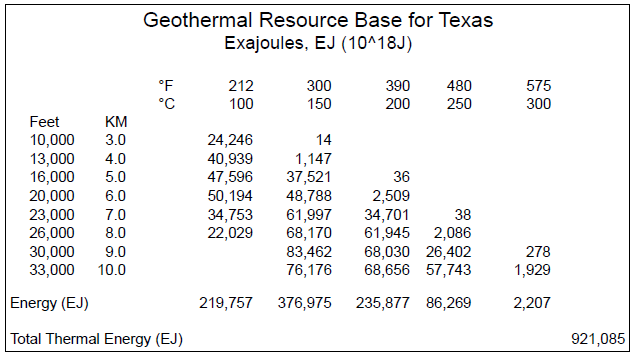 Geothermal Resource Base for Texas
Exajoules, EJ (10^18J)
°F 212 300 390 480 575
°C 100 150 200 250 300
Feet KM
10,000 3.0 24,246 14
13,000 4.0 40,939 1,147
16,000 5.0 47,596 37,521 36
20,000 6.0 50,194 48,788 2,509
23,000 7.0 34,753 61,997 34,701 38
26,000 8.0 22,029 68,170 61,945 2,086
30,000 9.0 83,462 68,030 26,402 278
33,000 10.0 76,176 68,656 57,743 1,929
Energy (EJ) 219,757 376,975 235,877 86,269 2,207
Total Thermal Energy (EJ) 921,085